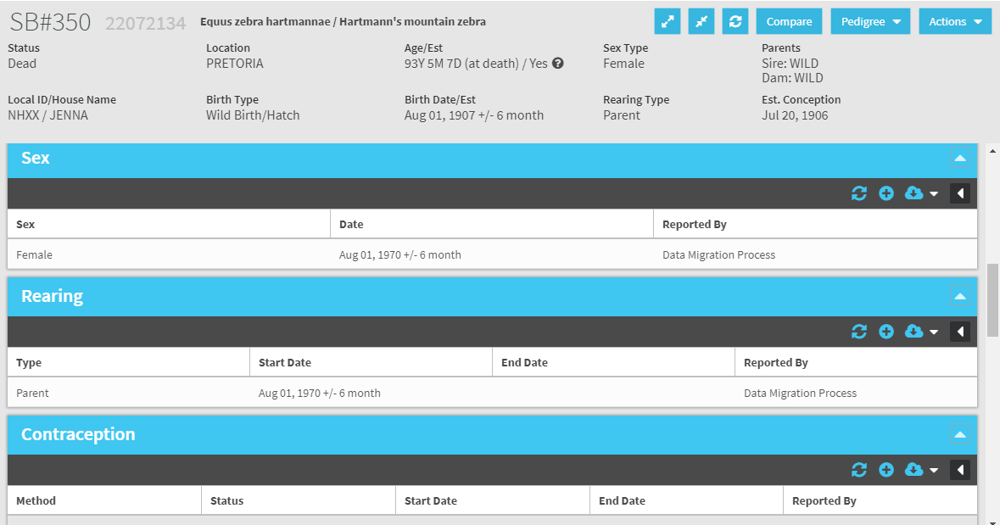 SB#350 22072134 Equus zebra hartmannae / Hartmann's mountain zebra Compare Pedigree Actions
Status Location Age/Est Sex Type Parents
Dead PRETORIA 93Y 5M 7D (at death) / Yes ? Female Sire: WILD
Dam: WILD
Local ID/House Name Birth Type Birth Date/Est Rearing Type Est. Conception
NHXX / JENNA Wild Birth/Hatch Aug 01, 1907 +/- 6 month Parent Jul 20, 1906
Sex
Sex Date Reported By
Female Aug 01, 1970 +/- 6 month Data Migration Process
Rearing
Type Start Date End Date Reported By
Parent Aug 01, 1970 +/- 6 month Data Migration Process
Contraception
Method Status Start Date End Date Reported By